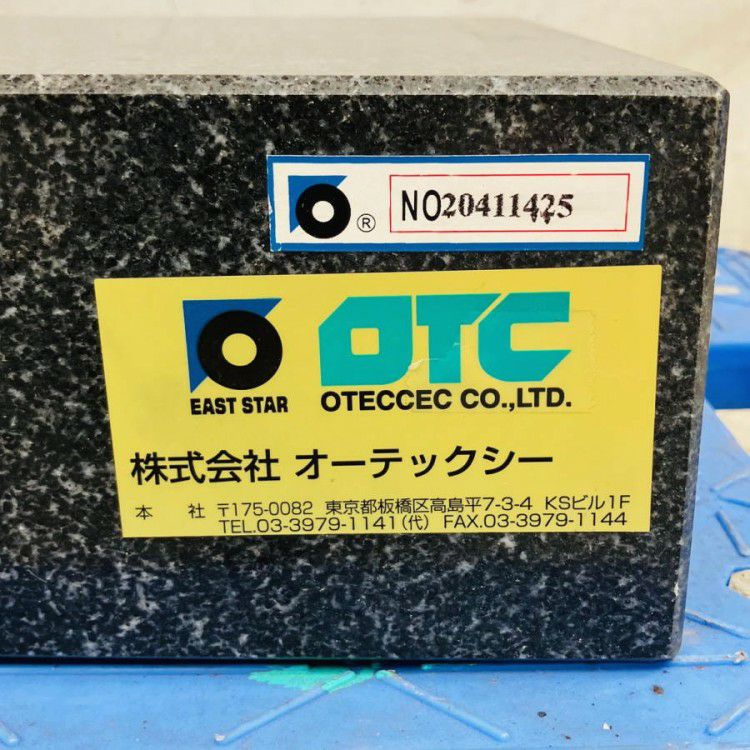 ® NO20411425
OTC
EAST STAR OTECCEC CO.,LTD.
株式会社 オーテックシー
本 社 〒175-0082 東京都板橋区高島平7-3-4 KSビル1F
TEL.03-3979-1141(代) FAX.03-3979-1144